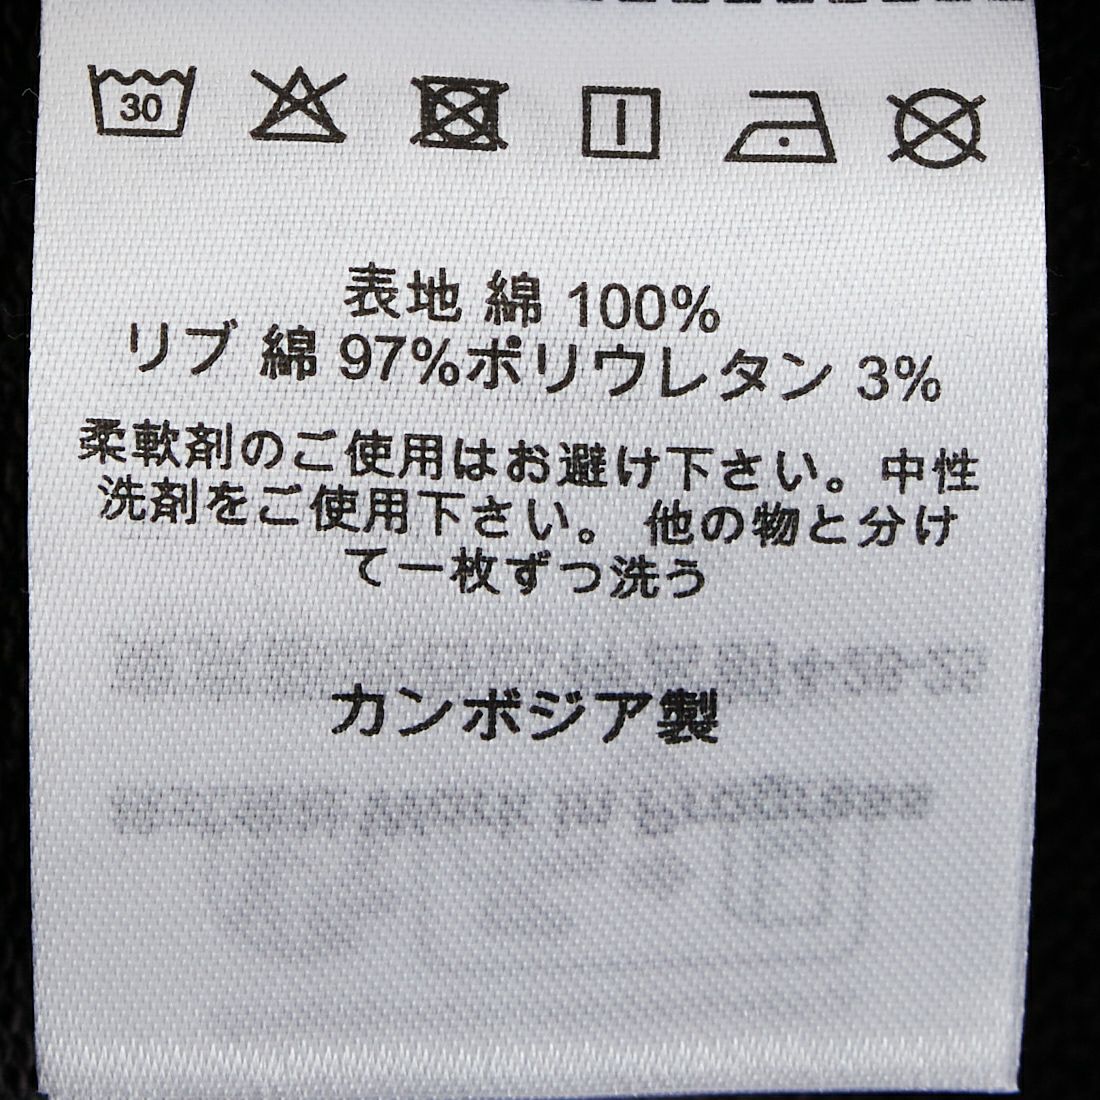 30
表地 綿 100%
リブ 綿 97%ポリウレタン 3%
柔軟剤のご使用はお避け下さい。 中性
洗剤をご使用下さい。 他の物と分け
て一枚ずつ洗う
カンボジア製